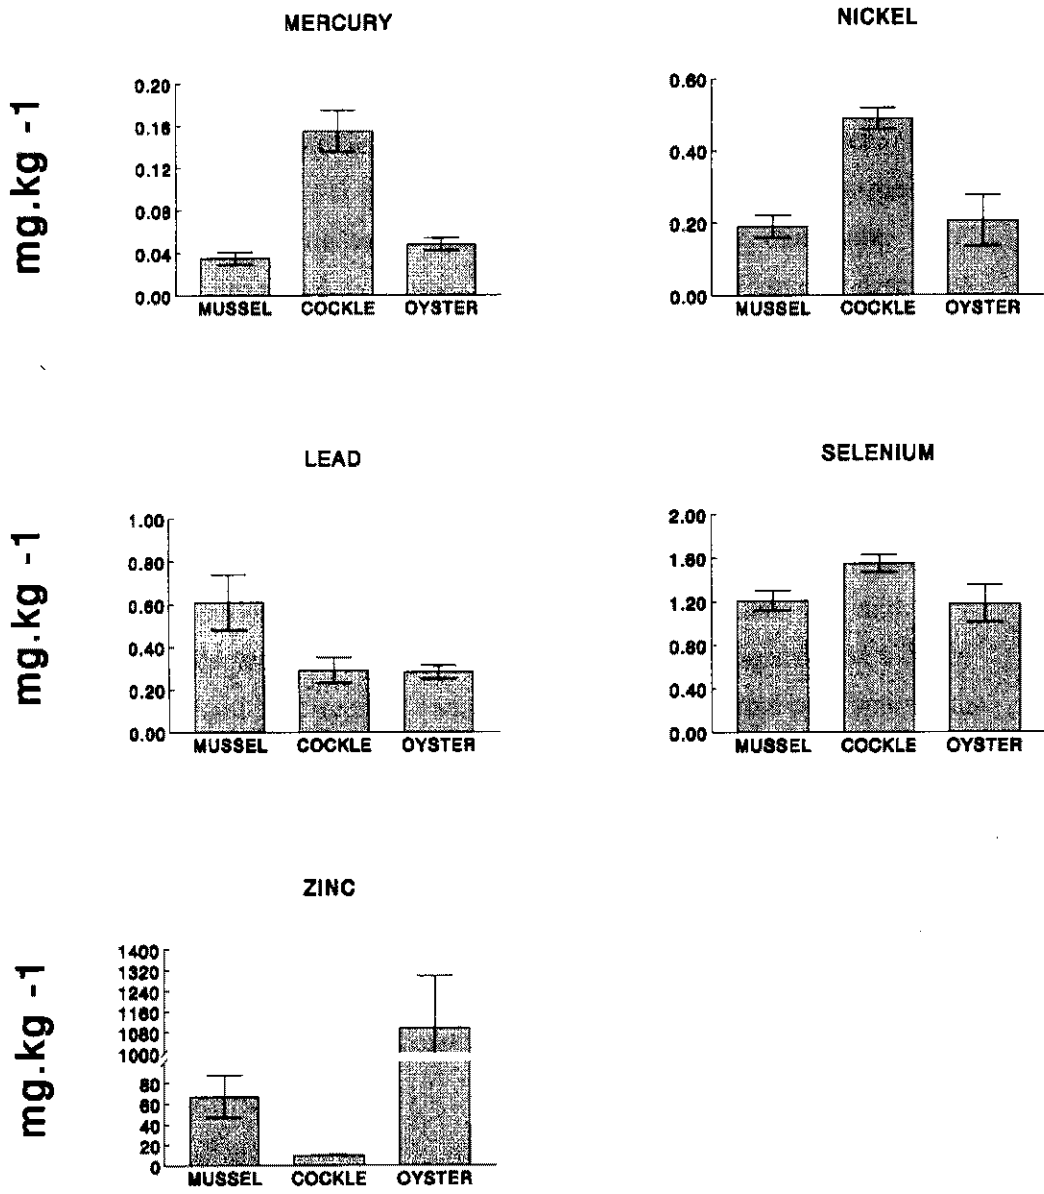 MERCURY
mg.kg -1
0.20
0.16
0.12
0.08
0.04
0.00
MUSSEL COCKLE OYSTER
NICKEL
0.60
0.40
0.20
0.00
MUSSEL COCKLE OYSTER
LEAD
mg.kg -1
1.00
0.80
0.60
0.40
0.20
0.00
MUSSEL COCKLE OYSTER
SELENIUM
2.00
1.60
1.20
0.80
0.40
0.00
MUSSEL COCKLE OYSTER
ZINC
mg.kg -1
1400
1320
1240
1160
1080
1000
80
60
40
20
0
MUSSEL COCKLE OYSTER